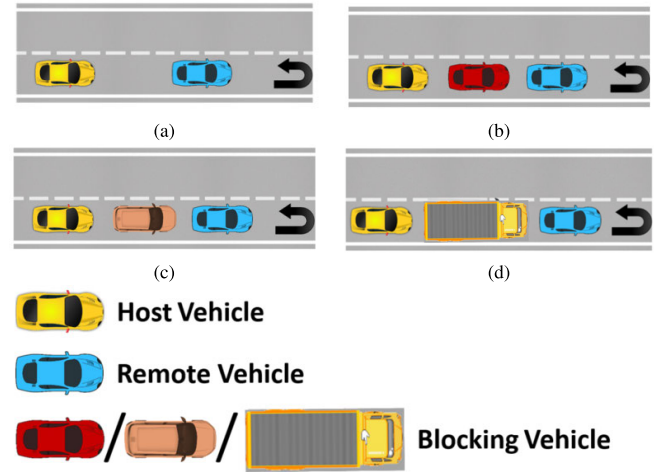 (a)
(b)
(c)
(d)
Host Vehicle
Remote Vehicle
/ / Blocking Vehicle